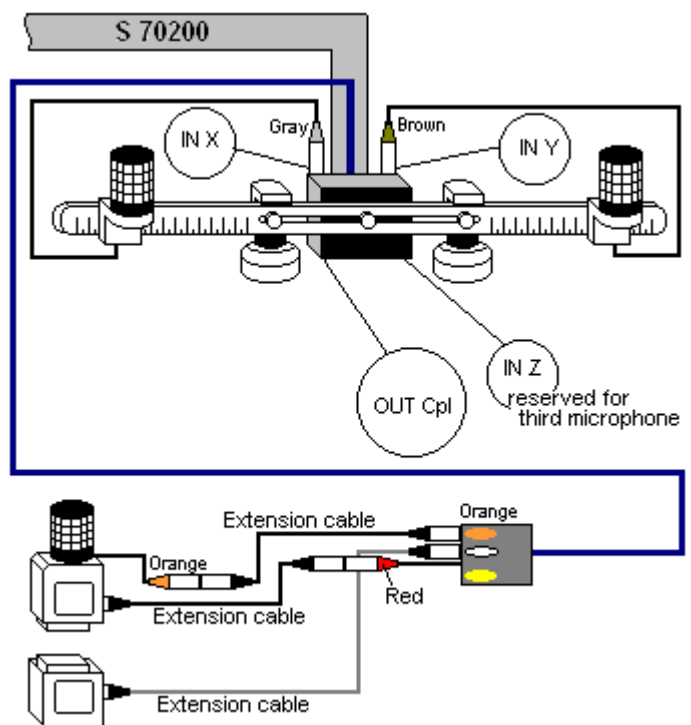 S 70200
Gray
Brown
IN X
IN Y
IN Z
reserved for
third microphone
OUT Cpl
Orange
Extension cable
Orange
Red
Extension cable
Extension cable